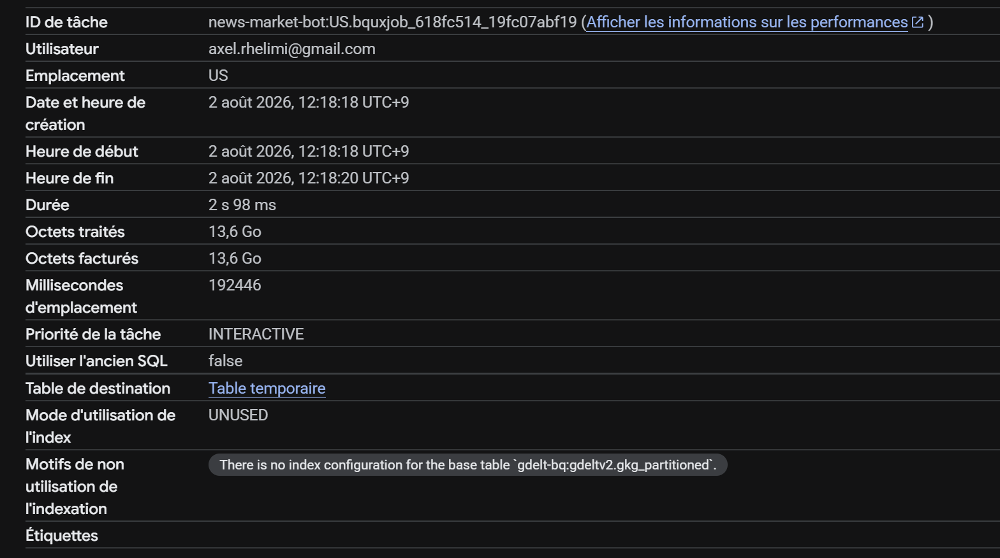 ID de tâche news-market-bot:US.bquxjob_618fc514_19fc07abf19 (Afficher les informations sur les performances )
Utilisateur axel.rhelimi@gmail.com
Emplacement US
Date et heure de 2 août 2026, 12:18:18 UTC+9
création
Heure de début 2 août 2026, 12:18:18 UTC+9
Heure de fin 2 août 2026, 12:18:20 UTC+9
Durée 2 s 98 ms
Octets traités 13,6 Go
Octets facturés 13,6 Go
Millisecondes 192446
d'emplacement
Priorité de la tâche INTERACTIVE
Utiliser l'ancien SQL false
Table de destination Table temporaire
Mode d'utilisation de UNUSED
l'index
Motifs de non There is no index configuration for the base table `gdelt-bq:gdeltv2.gkg_partitioned`.
utilisation de
l'indexation
Étiquettes